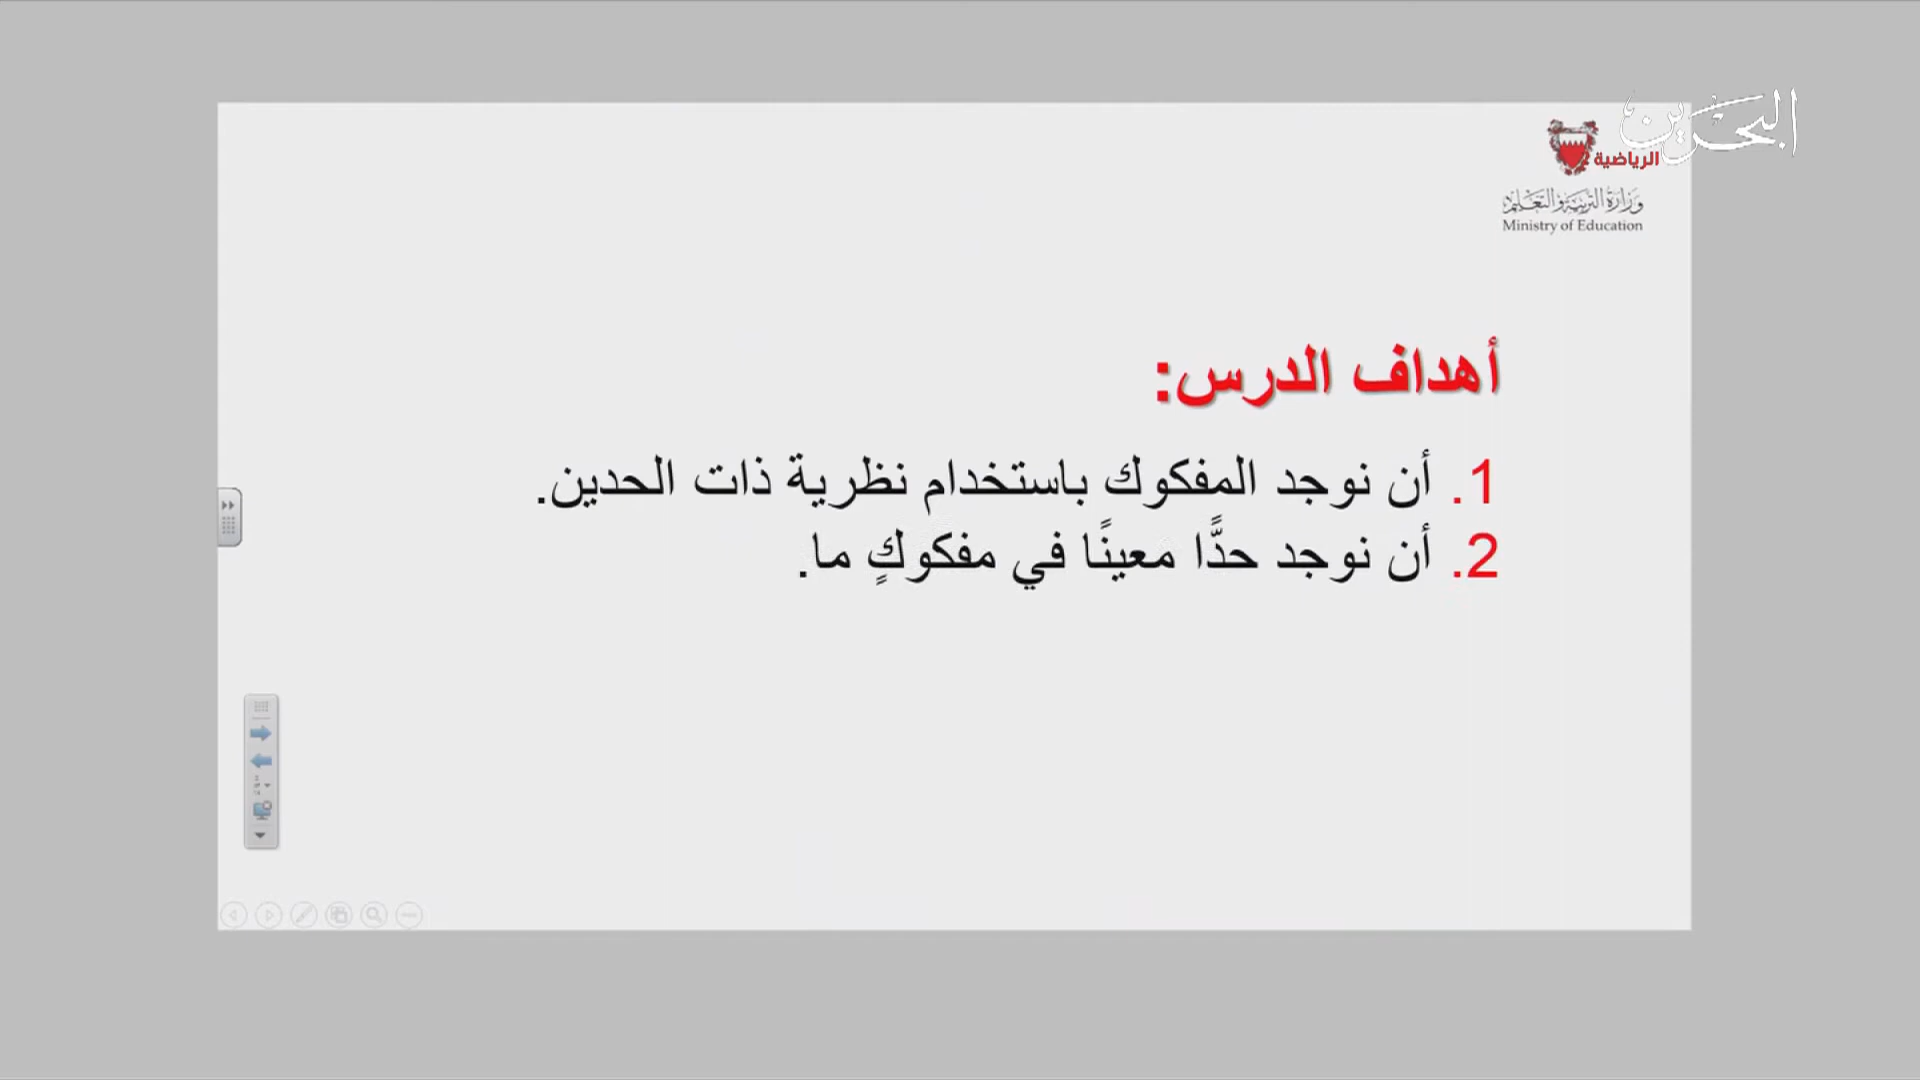 البحرين
الرياضية
وزارة التربية والتعليم
Ministry of Education
أهداف الدرس:
1. أن نوجد المفكوك باستخدام نظرية ذات الحدين.
2. أن نوجد حدًّا معينًا في مفكوكٍ ما.